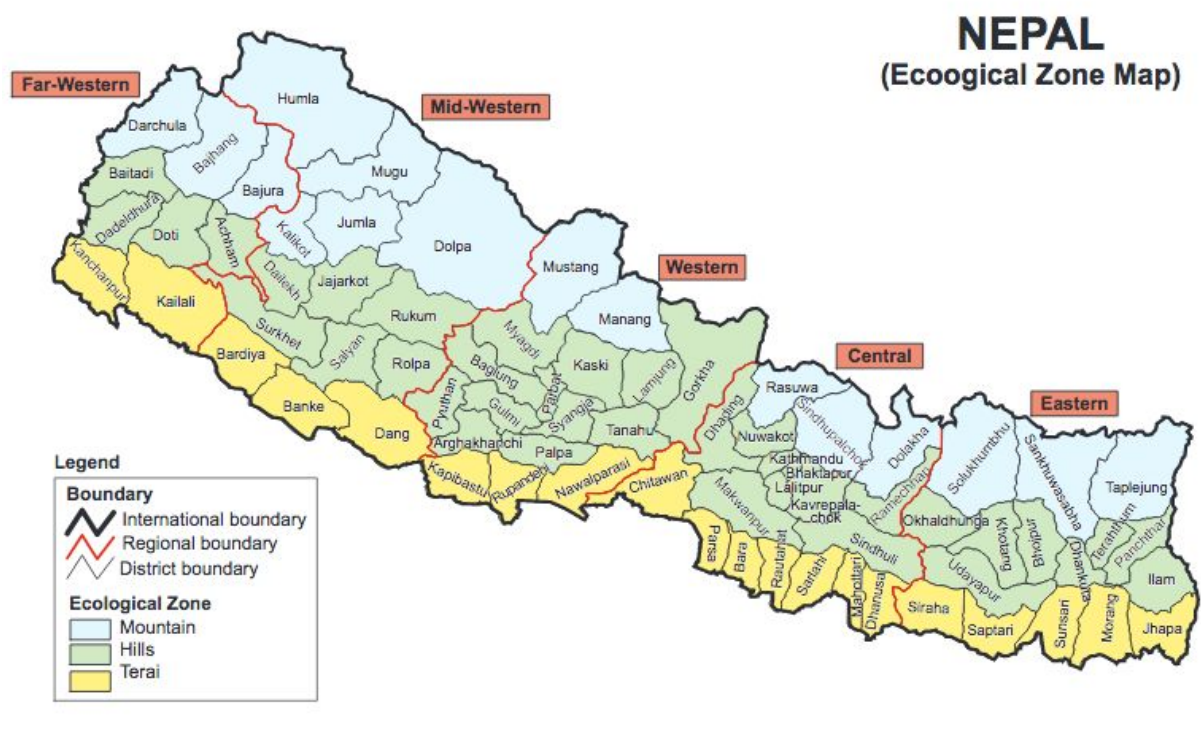 NEPAL
(Ecoogical Zone Map)
Far-Western
Mid-Western
Western
Central
Eastern
Humla
Darchula
Bajhang
Baitadi
Bajura
Mugu
Dadeldhura
Doti
Achham
Kalikot
Jumla
Dolpa
Kanchanpur
Kailali
Dailekh
Jajarkot
Mustang
Manang
Surkhet
Salyan
Rukum
Rolpa
Bardiya
Banke
Dang
Pyuthan
Myagdi
Baglung
Parbat
Kaski
Lamjung
Gorkha
Gulmi
Syangja
Tanahu
Arghakhanchi
Palpa
Kapibastu
Rupandehi
Nawalparasi
Chitawan
Dhading
Rasuwa
Nuwakot
Sindhupalchok
Dolakha
Kathmandu
Bhaktapur
Lalitpur
Kavrepala-
chok
Ramechhap
Makwanpur
Sindhuli
Parsa
Bara
Rautahat
Sarlahi
Mahottari
Dhanusa
Solukhumbhu
Sankhuwasabha
Taplejung
Okhaldhunga
Khotang
Bhojpur
Terahthum
Panchthar
Dhankuta
Udayapur
Ilam
Siraha
Saptari
Sunsari
Morang
Jhapa
Legend
Boundary
International boundary
Regional boundary
District boundary
Ecological Zone
Mountain
Hills
Terai